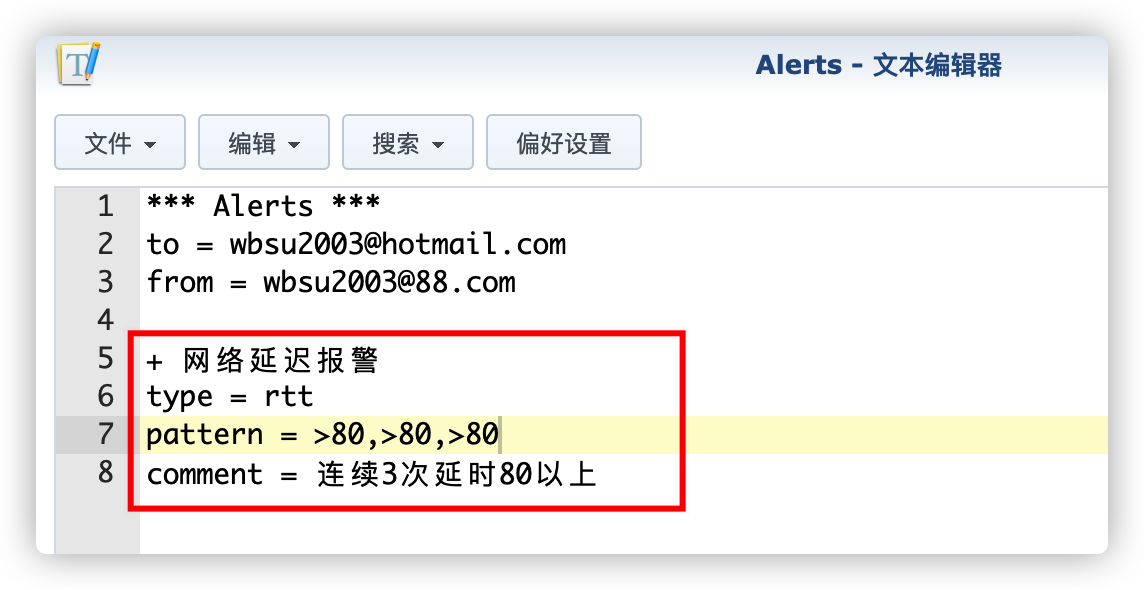 Alerts - 文本编辑器
文件 编辑 搜索 偏好设置
1 *** Alerts ***
2 to = wbsu2003@hotmail.com
3 from = wbsu2003@88.com
4
5 + 网络延迟报警
6 type = rtt
7 pattern = >80,>80,>80
8 comment = 连续3次延时80以上